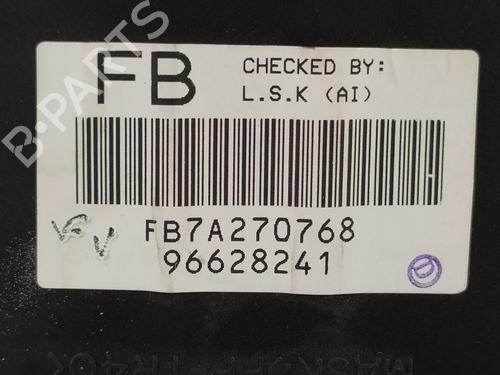 FB
CHECKED BY:
L.S.K (AI)
B-PARTS
FB7A270768
96628241